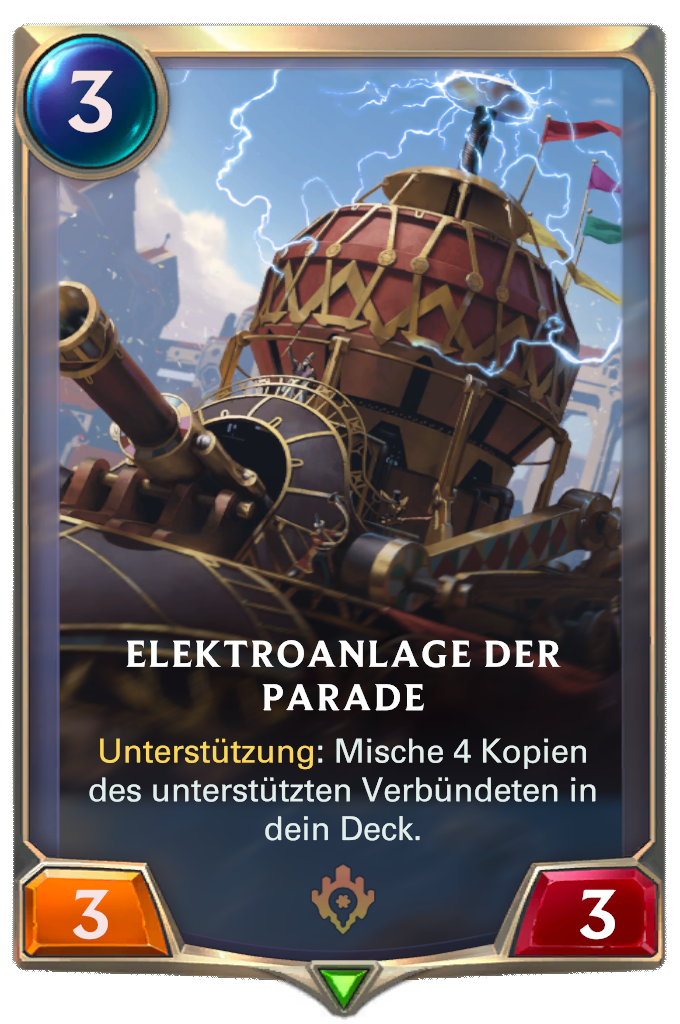 3
ELEKTROANLAGE DER
PARADE
Unterstützung: Mische 4 Kopien
des unterstützten Verbündeten in
dein Deck.
3 3